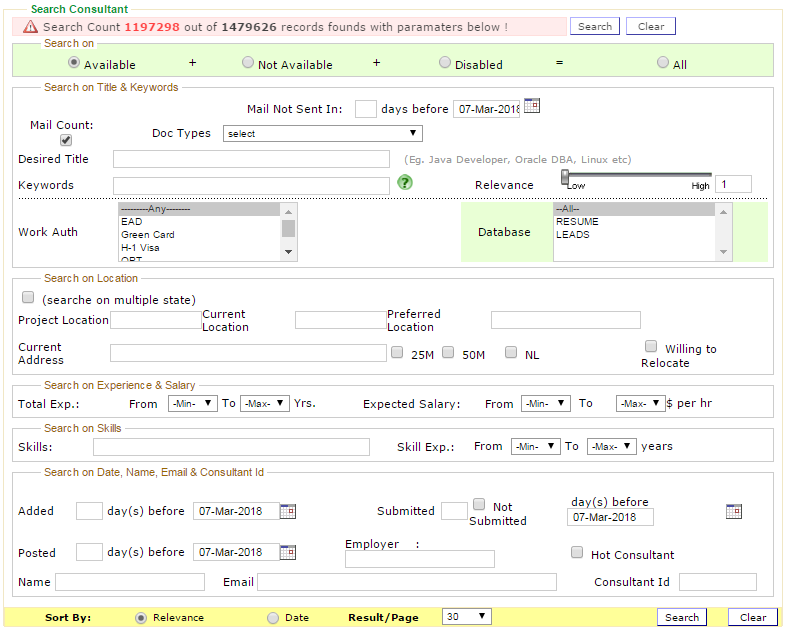 Search Consultant
Search Count 1197298 out of 1479626 records founds with paramaters below ! Search Clear
Search on
Available + Not Available + Disabled = All
Search on Title & Keywords
Mail Not Sent In: days before 07-Mar-2018
Mail Count:
Doc Types select
Desired Title (Eg. Java Developer, Oracle DBA, Linux etc)
Keywords ? Relevance Low High 1
Work Auth
---------Any--------
EAD
Green Card
H-1 Visa
OPT
Database
--All--
RESUME
LEADS
Search on Location
(searche on multiple state)
Project Location Current Location Preferred Location
Current Address 25M 50M NL Willing to Relocate
Search on Experience & Salary
Total Exp.: From -Min- To -Max- Yrs. Expected Salary: From -Min- To -Max- $ per hr
Search on Skills
Skills: Skill Exp.: From -Min- To -Max- years
Search on Date, Name, Email & Consultant Id
Added day(s) before 07-Mar-2018 Submitted Not Submitted day(s) before 07-Mar-2018
Posted day(s) before 07-Mar-2018 Employer : Hot Consultant
Name Email Consultant Id
Sort By: Relevance Date Result/Page 30 Search Clear